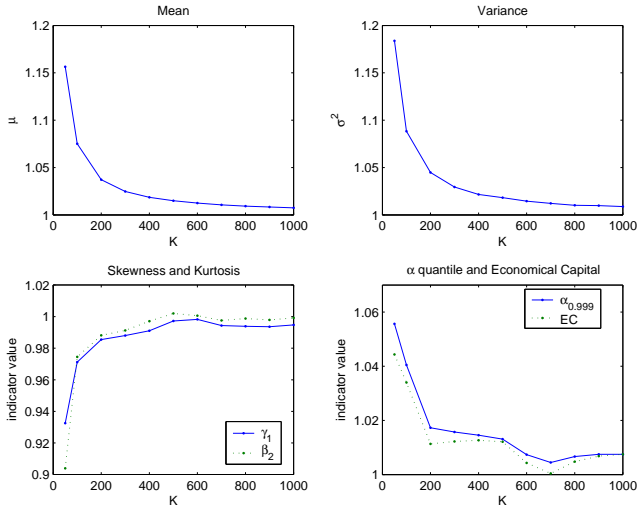 Mean
1.2
1.15
1.1
1.05
1
μ
0 200 400 600 800 1000
K
Variance
1.2
1.15
1.1
1.05
1
σ²
0 200 400 600 800 1000
K
Skewness and Kurtosis
1.02
1
0.98
0.96
0.94
0.92
0.9
indicator value
γ₁
β₂
0 200 400 600 800 1000
K
α quantile and Economical Capital
1.06
1.04
1.02
1
indicator value
α₀.₉₉₉
EC
0 200 400 600 800 1000
K